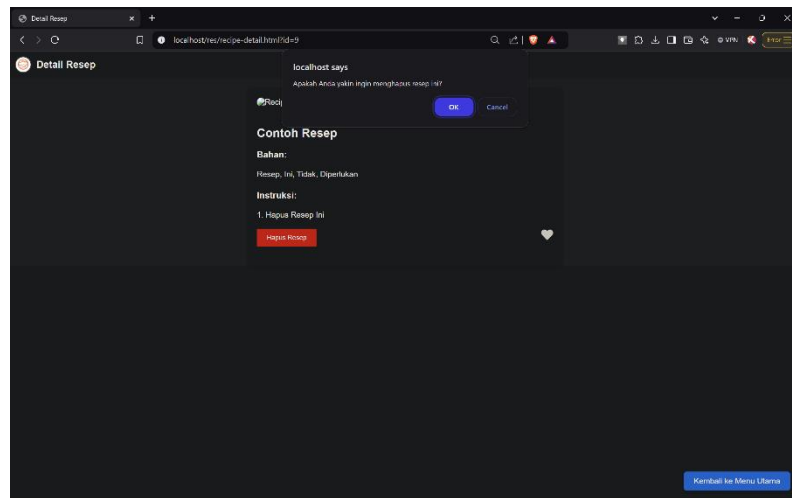 Detail Resep
localhost/res/recipe-detail.html?id=9
VPN
Error
Detail Resep
localhost says
Apakah Anda yakin ingin menghapus resep ini?
OK
Cancel
Contoh Resep
Bahan:
Resep, Ini, Tidak, Diperlukan
Instruksi:
1. Hapus Resep Ini
Hapus Resep
Kembali ke Menu Utama